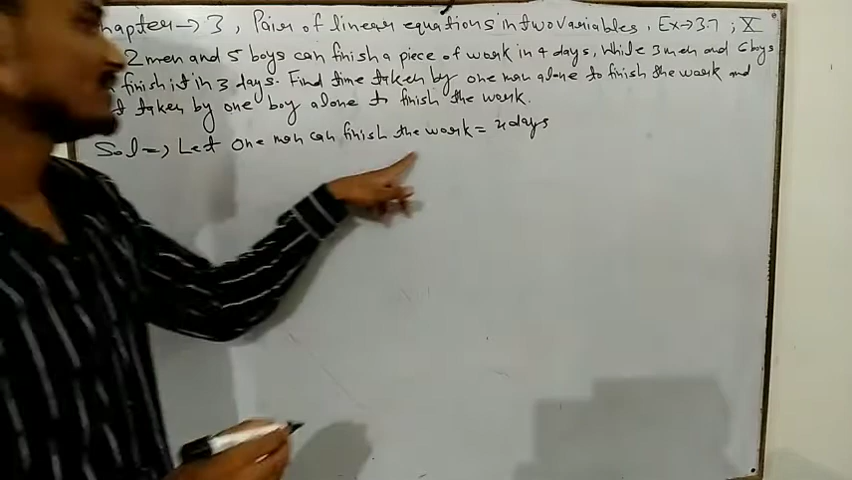 hapter → 3, Pair of linear equations in two variables, Ex → 3.7; X
2 men and 5 boys can finish a piece of work in 4 days, while 3 men and 6 boys
finish it in 3 days. Find time taken by one man alone to finish the work and
t taken by one boy alone to finish the work.
Sol =, Let one man can finish the work = x days